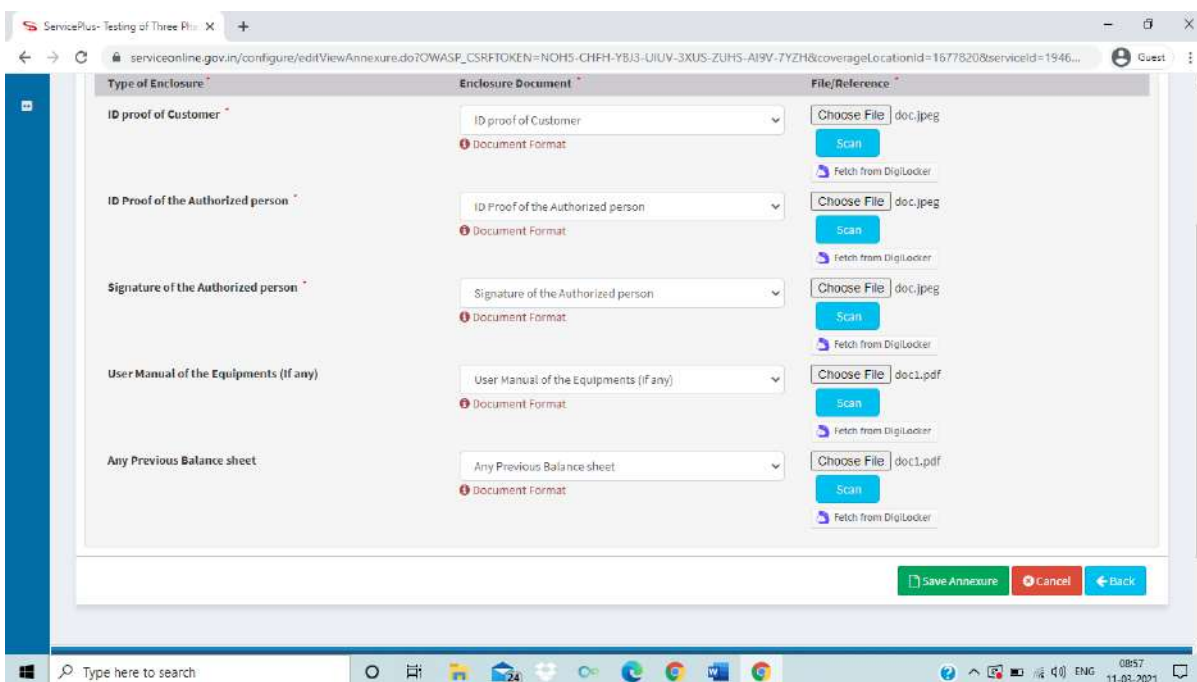 ServicePlus- Testing of Three Pha
serviceonline.gov.in/configure/editViewAnnexure.do?OWASP_CSRFTOKEN=NOH5-CHFH-YBJ3-UIUV-3XUS-ZUHS-AI9V-7YZH&coverageLocationId=16778208serviceId=1946... Guest
Type of Enclosure * Enclosure Document * File/Reference *
ID proof of Customer * ID proof of Customer Choose File doc.jpeg
Document Format Scan
Fetch from DigiLocker
ID Proof of the Authorized person * ID Proof of the Authorized person Choose File doc.jpeg
Document Format Scan
Fetch from DigiLocker
Signature of the Authorized person * Signature of the Authorized person Choose File doc.jpeg
Document Format Scan
Fetch from DigiLocker
User Manual of the Equipments (If any) User Manual of the Equipments (If any) Choose File doc1.pdf
Document Format Scan
Fetch from DigiLocker
Any Previous Balance sheet Any Previous Balance sheet Choose File doc1.pdf
Document Format Scan
Fetch from DigiLocker
Save Annexure Cancel Back
Type here to search 24 ENG 08:57
11-03-2021